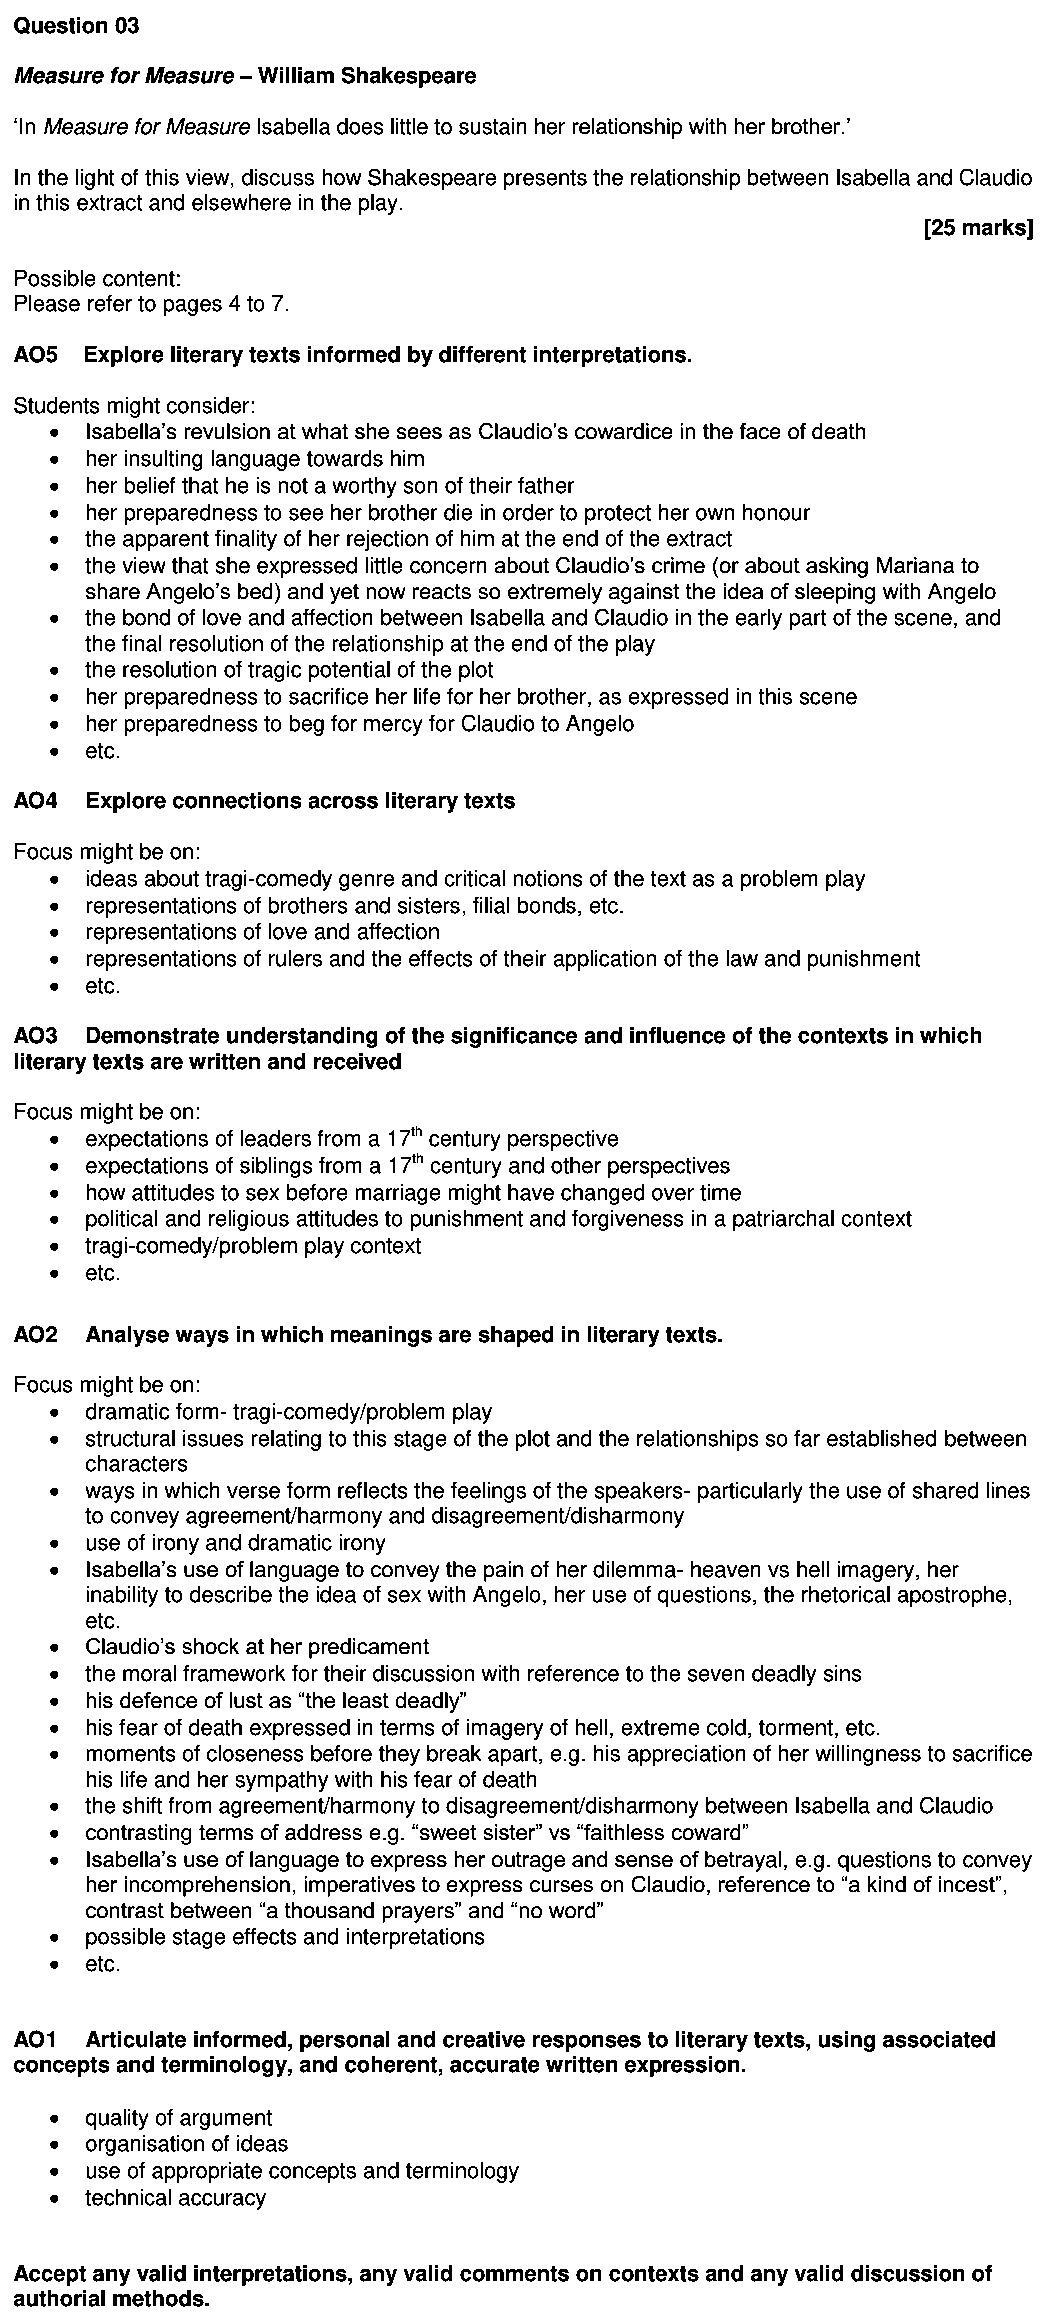 Question 03
Measure for Measure – William Shakespeare
‘In Measure for Measure Isabella does little to sustain her relationship with her brother.’
In the light of this view, discuss how Shakespeare presents the relationship between Isabella and Claudio
in this extract and elsewhere in the play.
[25 marks]
Possible content:
Please refer to pages 4 to 7.
AO5 Explore literary texts informed by different interpretations.
Students might consider:
• Isabella’s revulsion at what she sees as Claudio’s cowardice in the face of death
• her insulting language towards him
• her belief that he is not a worthy son of their father
• her preparedness to see her brother die in order to protect her own honour
• the apparent finality of her rejection of him at the end of the extract
• the view that she expressed little concern about Claudio’s crime (or about asking Mariana to
share Angelo’s bed) and yet now reacts so extremely against the idea of sleeping with Angelo
• the bond of love and affection between Isabella and Claudio in the early part of the scene, and
the final resolution of the relationship at the end of the play
• the resolution of tragic potential of the plot
• her preparedness to sacrifice her life for her brother, as expressed in this scene
• her preparedness to beg for mercy for Claudio to Angelo
• etc.
AO4 Explore connections across literary texts
Focus might be on:
• ideas about tragi-comedy genre and critical notions of the text as a problem play
• representations of brothers and sisters, filial bonds, etc.
• representations of love and affection
• representations of rulers and the effects of their application of the law and punishment
• etc.
AO3 Demonstrate understanding of the significance and influence of the contexts in which
literary texts are written and received
Focus might be on:
• expectations of leaders from a 17th century perspective
• expectations of siblings from a 17th century and other perspectives
• how attitudes to sex before marriage might have changed over time
• political and religious attitudes to punishment and forgiveness in a patriarchal context
• tragi-comedy/problem play context
• etc.
AO2 Analyse ways in which meanings are shaped in literary texts.
Focus might be on:
• dramatic form- tragi-comedy/problem play
• structural issues relating to this stage of the plot and the relationships so far established between
characters
• ways in which verse form reflects the feelings of the speakers- particularly the use of shared lines
to convey agreement/harmony and disagreement/disharmony
• use of irony and dramatic irony
• Isabella’s use of language to convey the pain of her dilemma- heaven vs hell imagery, her
inability to describe the idea of sex with Angelo, her use of questions, the rhetorical apostrophe,
etc.
• Claudio’s shock at her predicament
• the moral framework for their discussion with reference to the seven deadly sins
• his defence of lust as “the least deadly”
• his fear of death expressed in terms of imagery of hell, extreme cold, torment, etc.
• moments of closeness before they break apart, e.g. his appreciation of her willingness to sacrifice
his life and her sympathy with his fear of death
• the shift from agreement/harmony to disagreement/disharmony between Isabella and Claudio
• contrasting terms of address e.g. “sweet sister” vs “faithless coward”
• Isabella’s use of language to express her outrage and sense of betrayal, e.g. questions to convey
her incomprehension, imperatives to express curses on Claudio, reference to “a kind of incest”,
contrast between “a thousand prayers” and “no word”
• possible stage effects and interpretations
• etc.
AO1 Articulate informed, personal and creative responses to literary texts, using associated
concepts and terminology, and coherent, accurate written expression.
• quality of argument
• organisation of ideas
• use of appropriate concepts and terminology
• technical accuracy
Accept any valid interpretations, any valid comments on contexts and any valid discussion of
authorial methods.